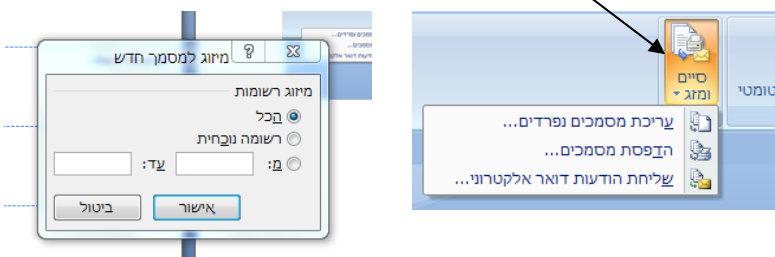 סיים
ומזג
טומטי
עריכת מסמכים נפרדים...
הדפסת מסמכים...
שליחת הודעות דואר אלקטרוני...
מיזוג למסמך חדש
מיזוג רשומות
הכל
רשומה נוכחית
מ: עד:
אישור ביטול